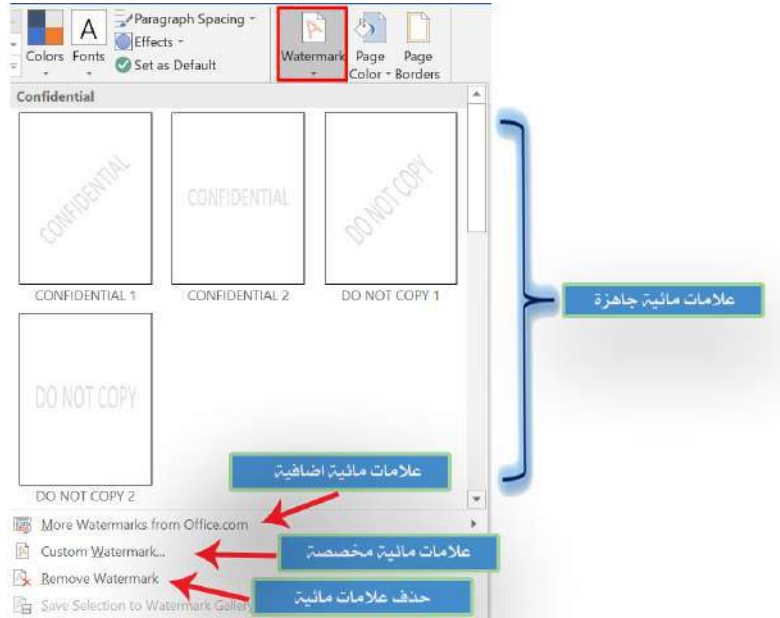 Paragraph Spacing
Effects
Set as Default
Colors
Fonts
Watermark
Page Color
Page Borders
Confidential
CONFIDENTIAL
CONFIDENTIAL
DO NOT COPY
CONFIDENTIAL 1
CONFIDENTIAL 2
DO NOT COPY 1
علامات مائية جاهزة
DO NOT COPY
DO NOT COPY 2
علامات مائية اضافية
More Watermarks from Office.com
Custom Watermark...
علامات مائية مخصصة
Remove Watermark
حذف علامات مائية
Save Selection to Watermark Gallery